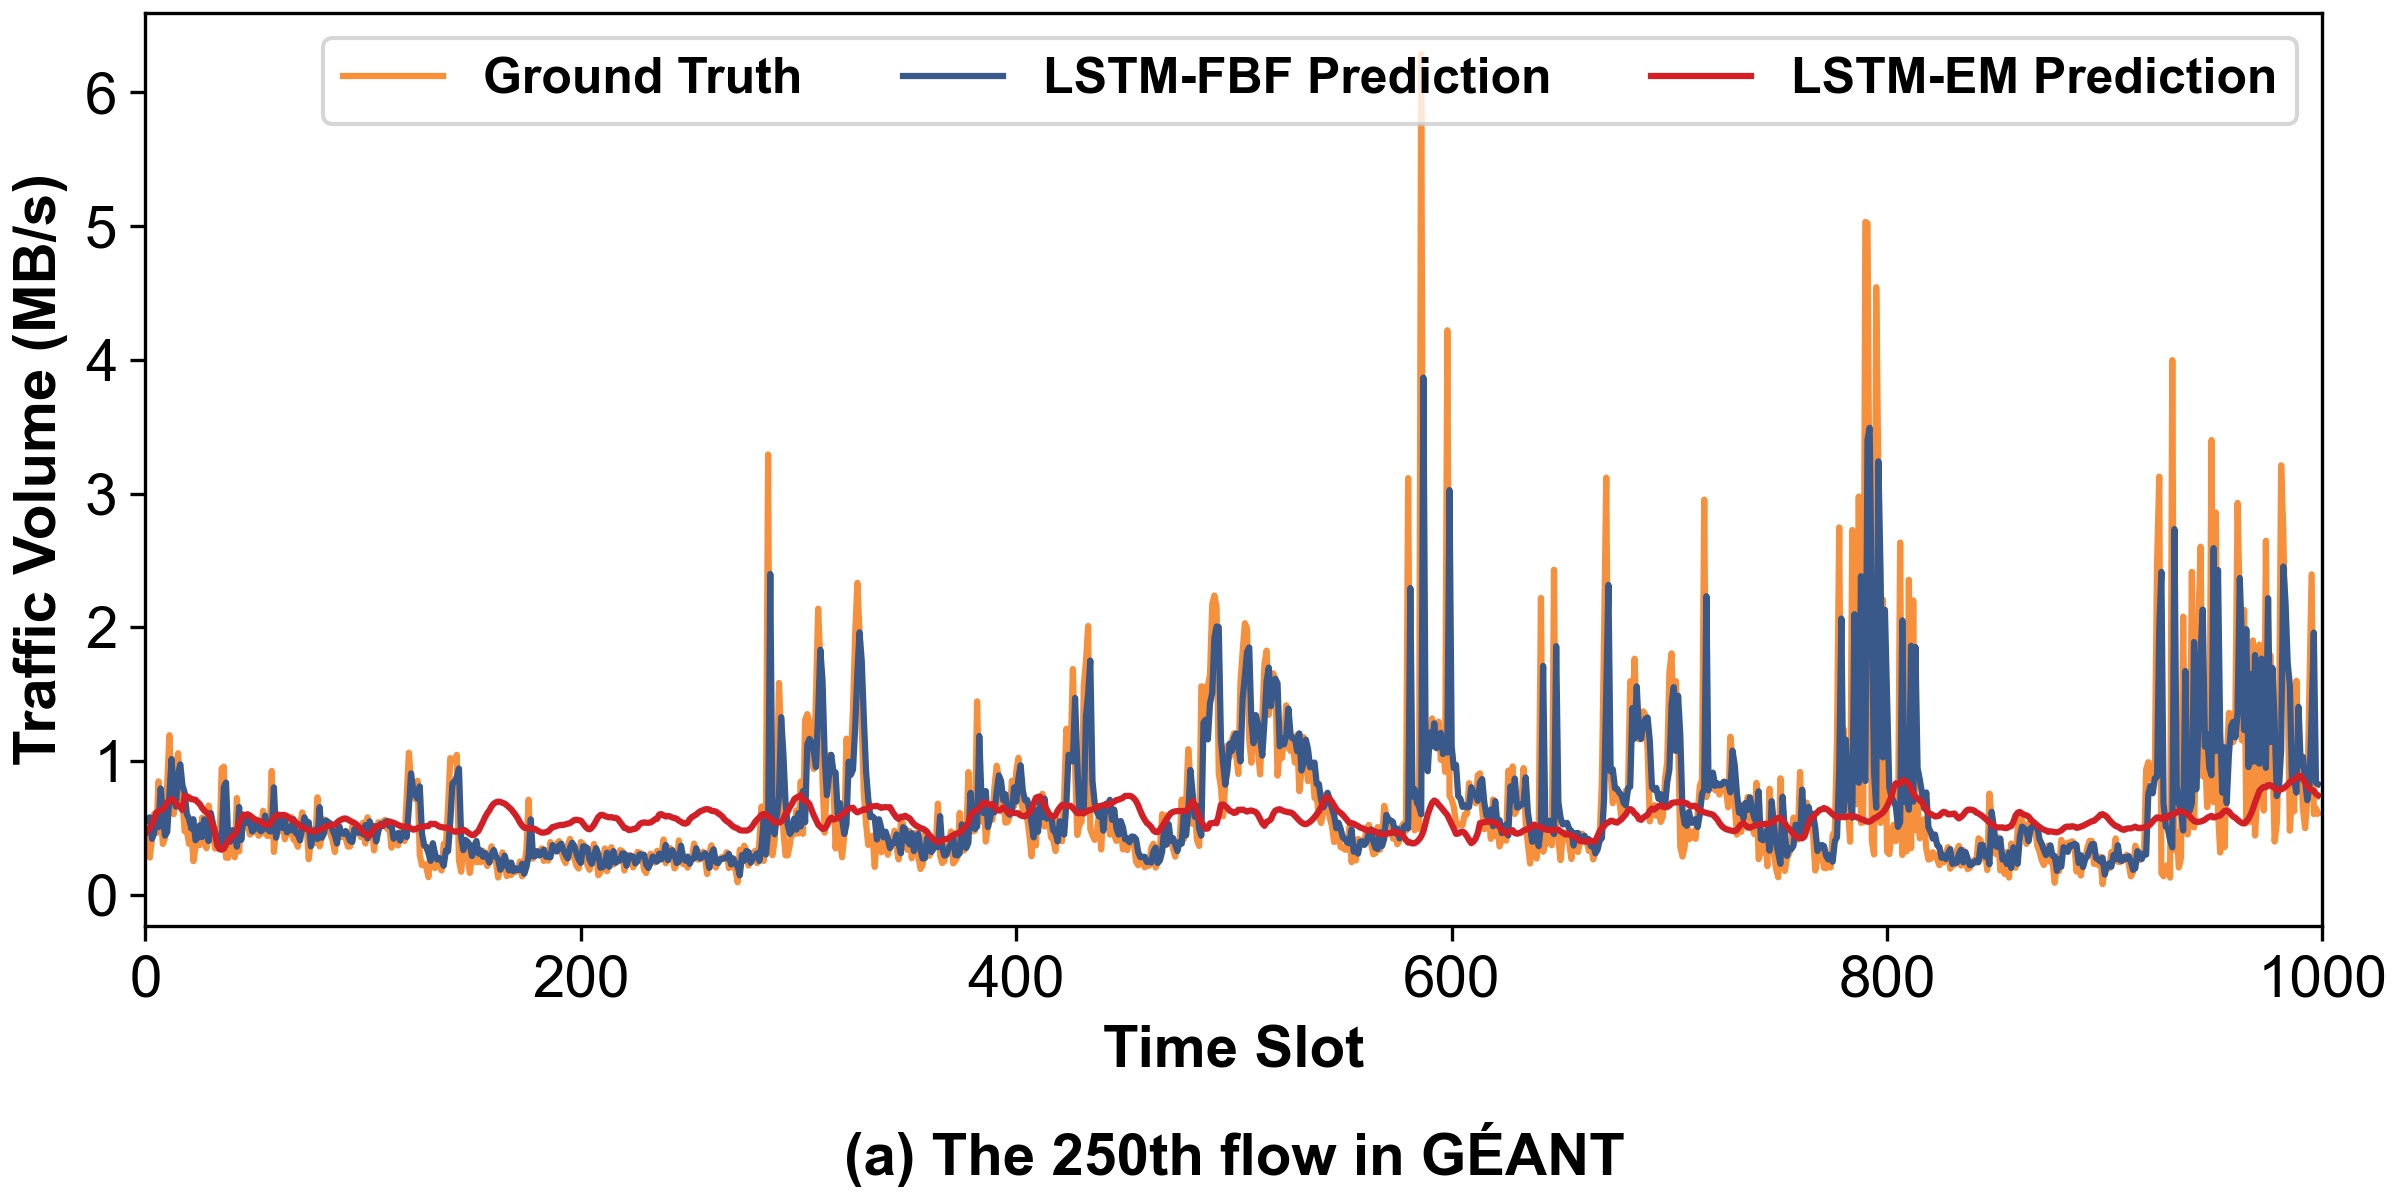 Ground Truth LSTM-FBF Prediction LSTM-EM Prediction
Traffic Volume (MB/s)
6
5
4
3
2
1
0
0 200 400 600 800 1000
Time Slot
(a) The 250th flow in GÉANT